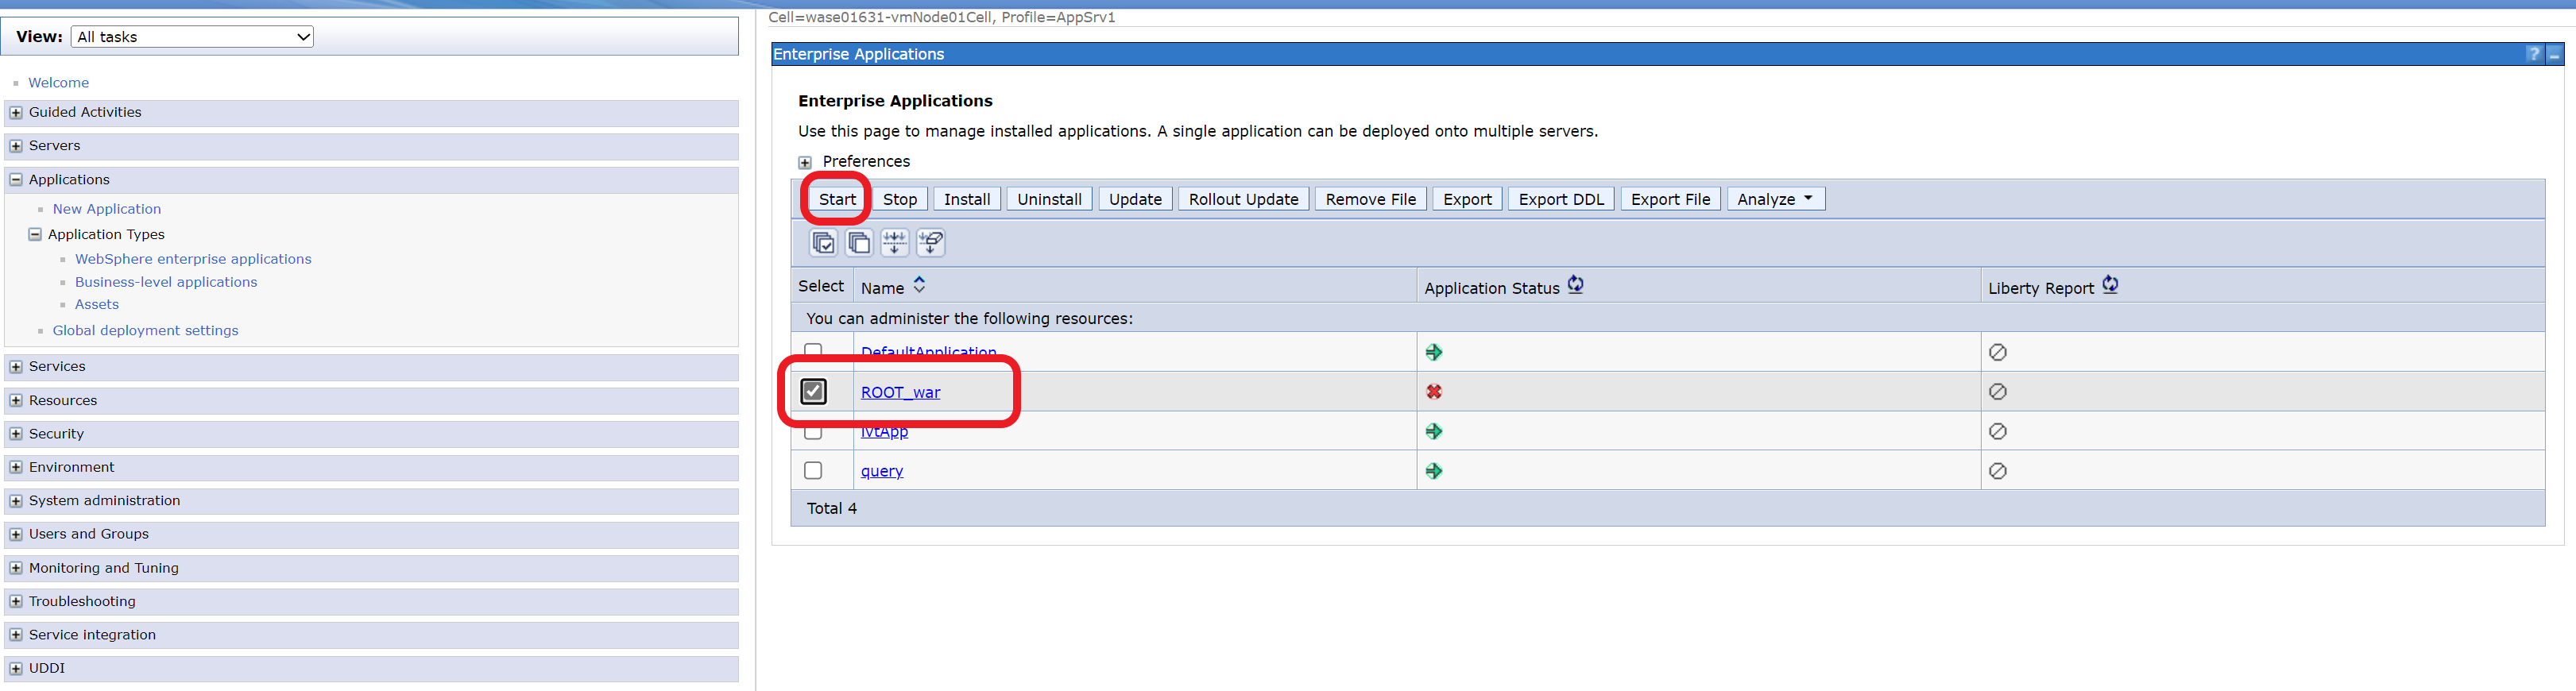 Cell=wase01631-vmNode01Cell, Profile=AppSrv1
View: All tasks
Welcome
Guided Activities
Servers
Applications
New Application
Application Types
WebSphere enterprise applications
Business-level applications
Assets
Global deployment settings
Services
Resources
Security
Environment
System administration
Users and Groups
Monitoring and Tuning
Troubleshooting
Service integration
UDDI
Enterprise Applications ?
Enterprise Applications
Use this page to manage installed applications. A single application can be deployed onto multiple servers.
Preferences
Start Stop Install Uninstall Update Rollout Update Remove File Export Export DDL Export File Analyze
Select Name Application Status Liberty Report
You can administer the following resources:
DefaultApplication
ROOT_war
ivtApp
query
Total 4